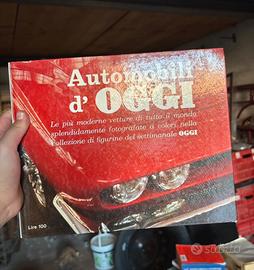 Automobili
d'OGGI
Le più moderne vetture di tutto il mondo
splendidamente fotografate a colori nella
collezione di figurine del settimanale OGGI
Lire 100
subito